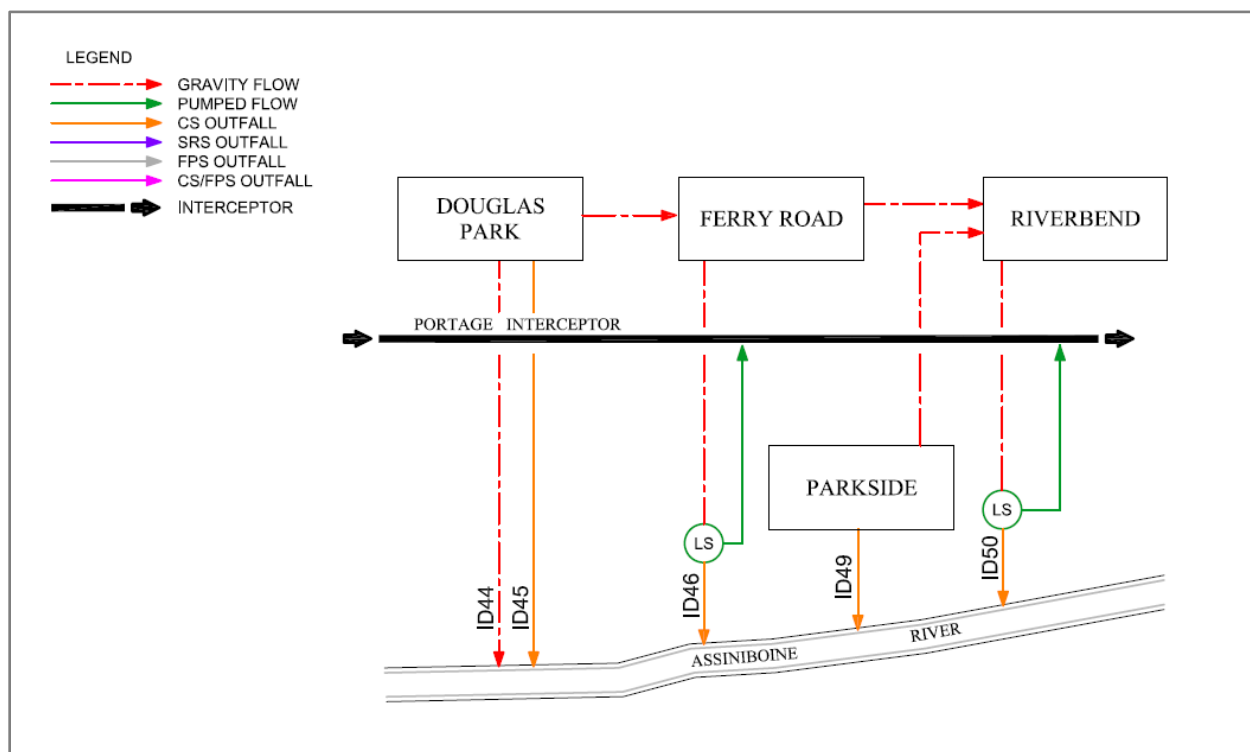 LEGEND
GRAVITY FLOW
PUMPED FLOW
CS OUTFALL
SRS OUTFALL
FPS OUTFALL
CS/FPS OUTFALL
INTERCEPTOR
DOUGLAS
PARK
FERRY ROAD
RIVERBEND
PORTAGE INTERCEPTOR
PARKSIDE
LS
LS
ID44
ID45
ID46
ID49
ID50
ASSINIBOINE
RIVER